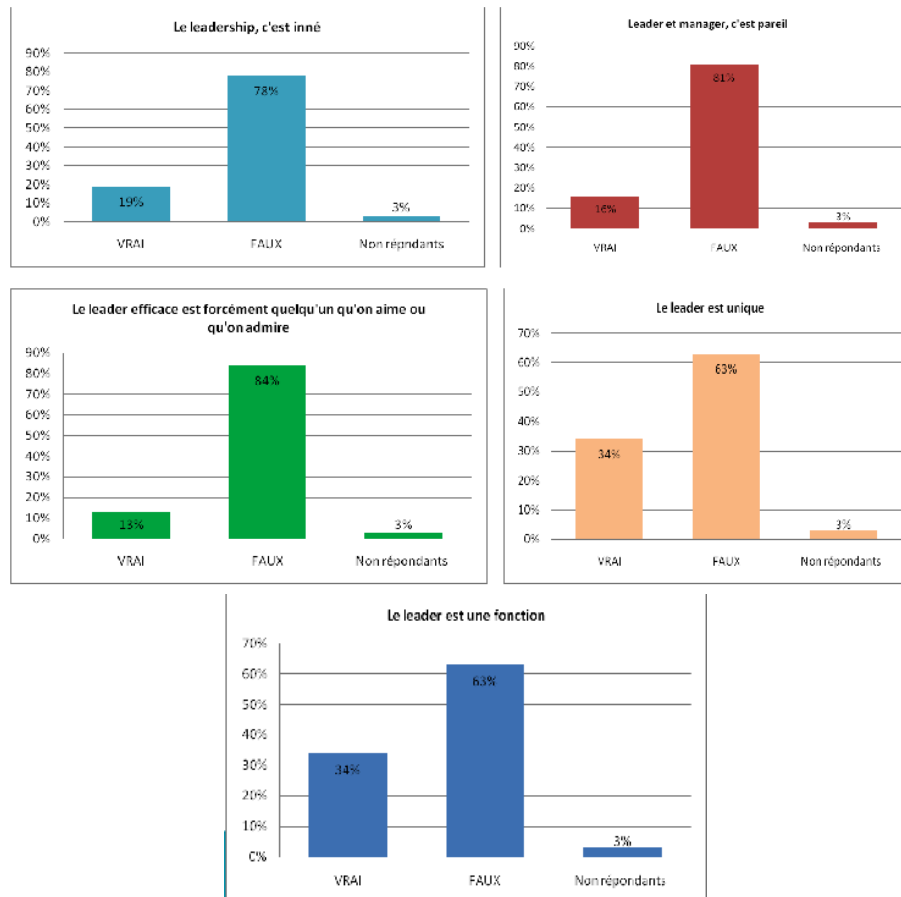 Le leadership, c'est inné
90%
80%
70%
60%
50%
40%
30%
20%
10%
0%
19%
78%
3%
VRAI
FAUX
Non répndants
Leader et manager, c'est pareil
90%
80%
70%
60%
50%
40%
30%
20%
10%
0%
16%
81%
3%
VRAI
FAUX
Non répondants
Le leader efficace est forcément quelqu'un qu'on aime ou
qu'on admire
90%
80%
70%
60%
50%
40%
30%
20%
10%
0%
13%
84%
3%
VRAI
FAUX
Non répondants
Le leader est unique
70%
60%
50%
40%
30%
20%
10%
0%
34%
63%
3%
VRAI
FAUX
Non répondants
Le leader est une fonction
70%
60%
50%
40%
30%
20%
10%
0%
34%
63%
3%
VRAI
FAUX
Non répondants